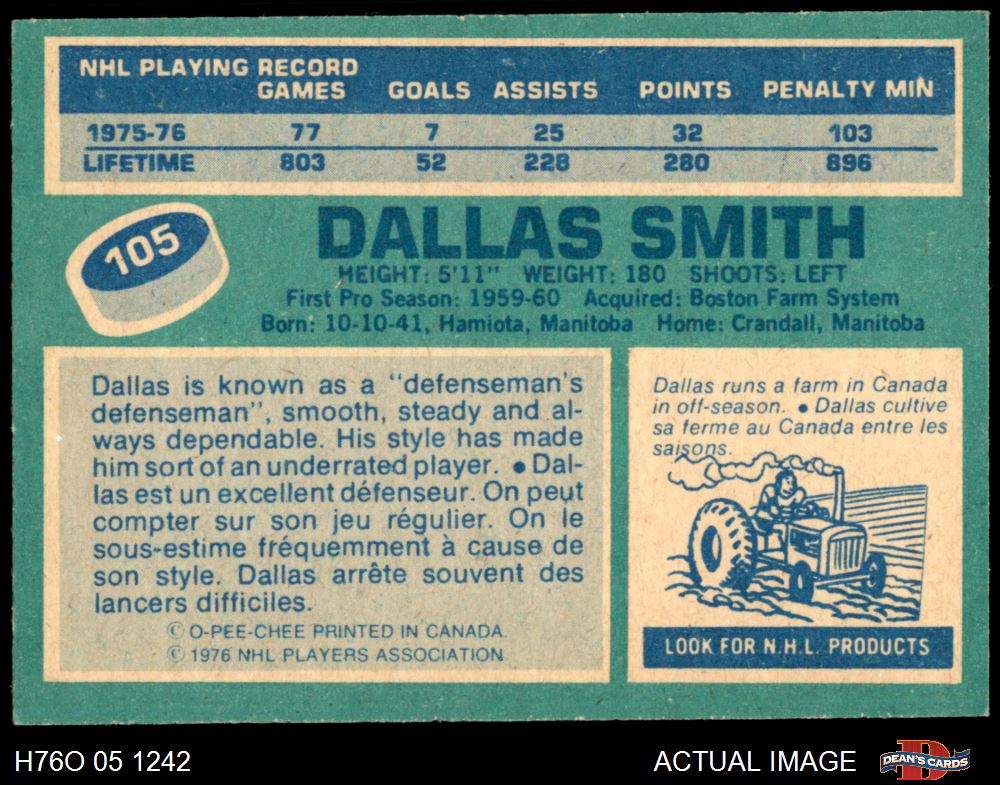 NHL PLAYING RECORD
GAMES GOALS ASSISTS POINTS PENALTY MIN
1975-76 77 7 25 32 103
LIFETIME 803 52 228 280 896
105
DALLAS SMITH
HEIGHT: 5'11" WEIGHT: 180 SHOOTS: LEFT
First Pro Season: 1959-60 Acquired: Boston Farm System
Born: 10-10-41, Hamiota, Manitoba Home: Crandall, Manitoba
Dallas is known as a "defenseman's
defenseman", smooth, steady and al-
ways dependable. His style has made
him sort of an underrated player. ● Dal-
las est un excellent défenseur. On peut
compter sur son jeu régulier. On le
sous-estime fréquemment à cause de
son style. Dallas arrête souvent des
lancers difficiles.
© O-PEE-CHEE PRINTED IN CANADA.
© 1976 NHL PLAYERS ASSOCIATION
Dallas runs a farm in Canada
in off-season. ● Dallas cultive
sa ferme au Canada entre les
saisons.
LOOK FOR N.H.L. PRODUCTS
H76O 05 1242
ACTUAL IMAGE
D
DEAN'S CARDS